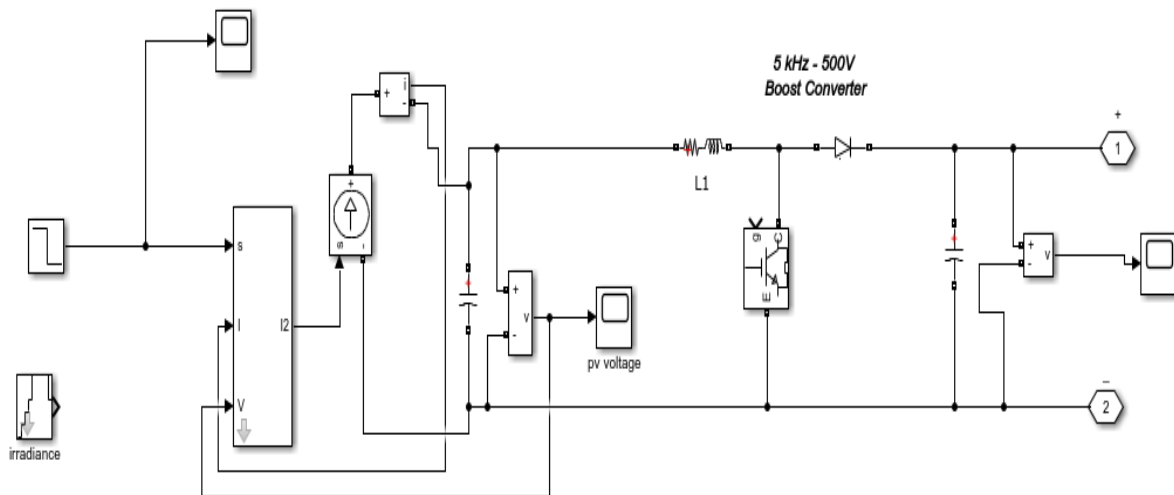 5 kHz - 500V
Boost Converter
+
1
i
+
-
L1
+
s
-
s
g
C
E
+
-
v
I
I2
+
-
v
pv voltage
V
irradiance
–
2